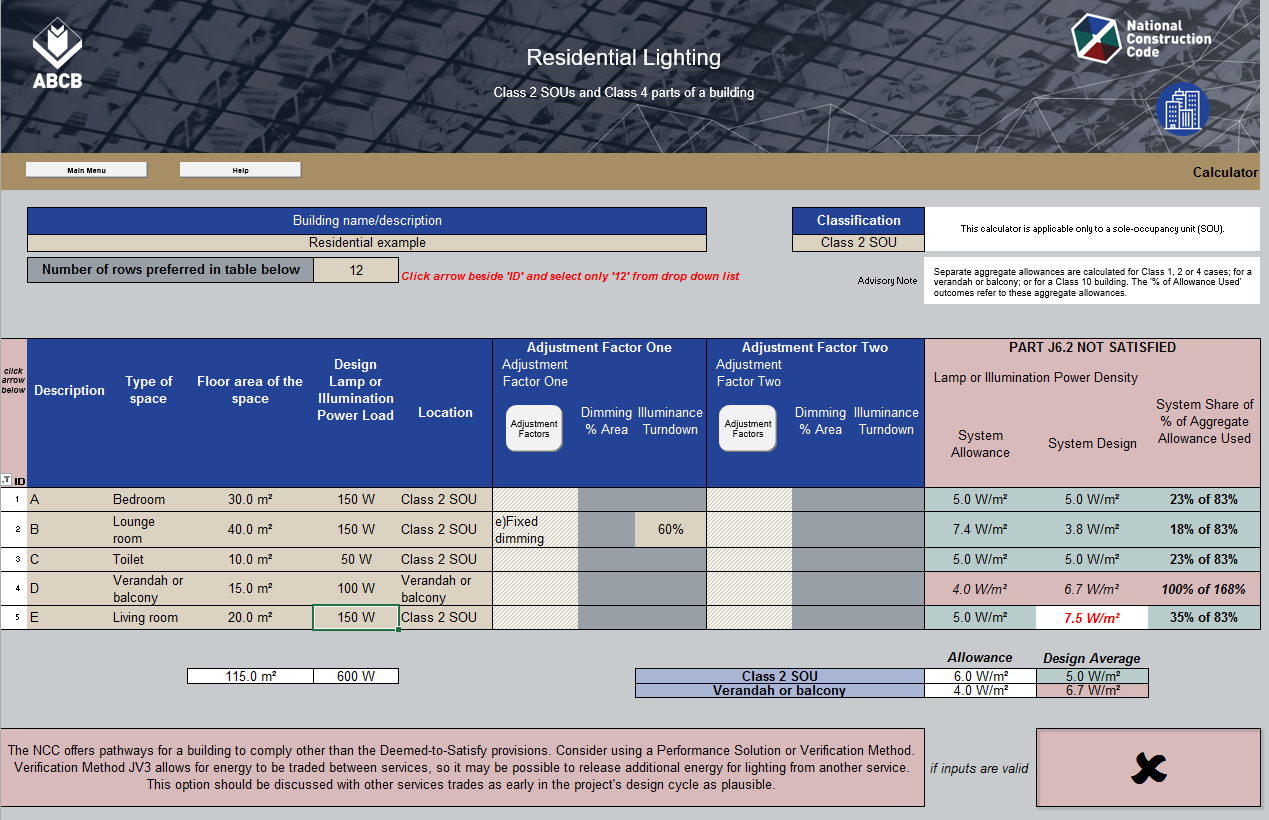 ABCB
Residential Lighting
Class 2 SOUs and Class 4 parts of a building
National
Construction
Code
Main Menu
Help
Calculator
Building name/description
Residential example
Number of rows preferred in table below
12
Click arrow beside 'ID' and select only '12' from drop down list
Classification
Class 2 SOU
This calculator is applicable only to a sole-occupancy unit (SOU).
Advisory Note
Separate aggregate allowances are calculated for Class 1, 2 or 4 cases; for a
verandah or balcony; or for a Class 10 building. The '% of Allowance Used'
outcomes refer to these aggregate allowances.
click
arrow
below
ID
Description
Type of
space
Floor area of the
space
Design
Lamp or
Illumination
Power Load
Location
Adjustment Factor One
Adjustment
Factor One
Adjustment
Factors
Dimming
% Area
Illuminance
Turndown
Adjustment Factor Two
Adjustment
Factor Two
Adjustment
Factors
Dimming
% Area
Illuminance
Turndown
PART J6.2 NOT SATISFIED
Lamp or Illumination Power Density
System
Allowance
System Design
System Share of
% of Aggregate
Allowance Used
1 A Bedroom 30.0 m² 150 W Class 2 SOU 5.0 W/m² 5.0 W/m² 23% of 83%
2 B Lounge
room 40.0 m² 150 W Class 2 SOU e)Fixed
dimming 60% 7.4 W/m² 3.8 W/m² 18% of 83%
3 C Toilet 10.0 m² 50 W Class 2 SOU 5.0 W/m² 5.0 W/m² 23% of 83%
4 D Verandah or
balcony 15.0 m² 100 W Verandah or
balcony 4.0 W/m² 6.7 W/m² 100% of 168%
5 E Living room 20.0 m² 150 W Class 2 SOU 5.0 W/m² 7.5 W/m² 35% of 83%
115.0 m² 600 W
Allowance Design Average
Class 2 SOU 6.0 W/m² 5.0 W/m²
Verandah or balcony 4.0 W/m² 6.7 W/m²
The NCC offers pathways for a building to comply other than the Deemed-to-Satisfy provisions. Consider using a Performance Solution or Verification Method.
Verification Method JV3 allows for energy to be traded between services, so it may be possible to release additional energy for lighting from another service.
This option should be discussed with other services trades as early in the project's design cycle as plausible.
if inputs are valid